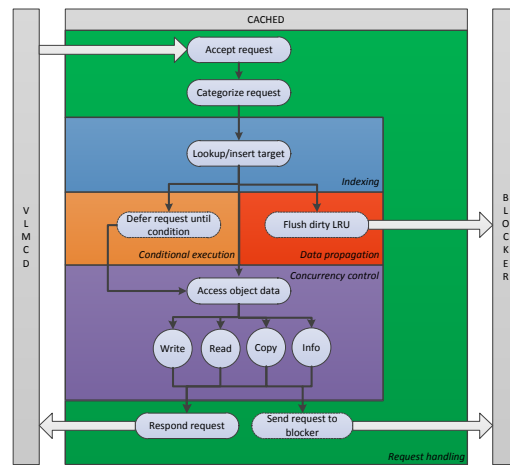 CACHED
Accept request
Categorize request
Lookup/insert target
Indexing
V
L
M
C
D
B
L
O
C
K
E
R
Defer request until
condition
Flush dirty LRU
Conditional execution
Data propagation
Concurrency control
Access object data
Write
Read
Copy
Info
Respond request
Send request to
blocker
Request handling